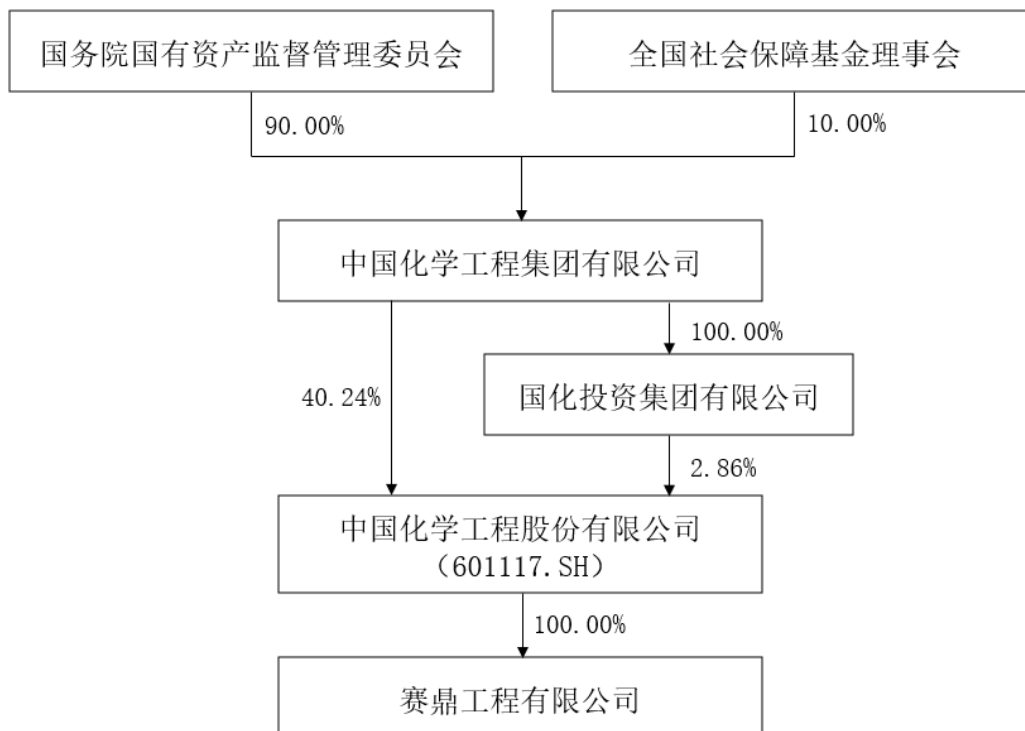 国务院国有资产监督管理委员会
全国社会保障基金理事会
90.00%
10.00%
中国化学工程集团有限公司
100.00%
40.24%
国化投资集团有限公司
2.86%
中国化学工程股份有限公司
（601117.SH）
100.00%
赛鼎工程有限公司